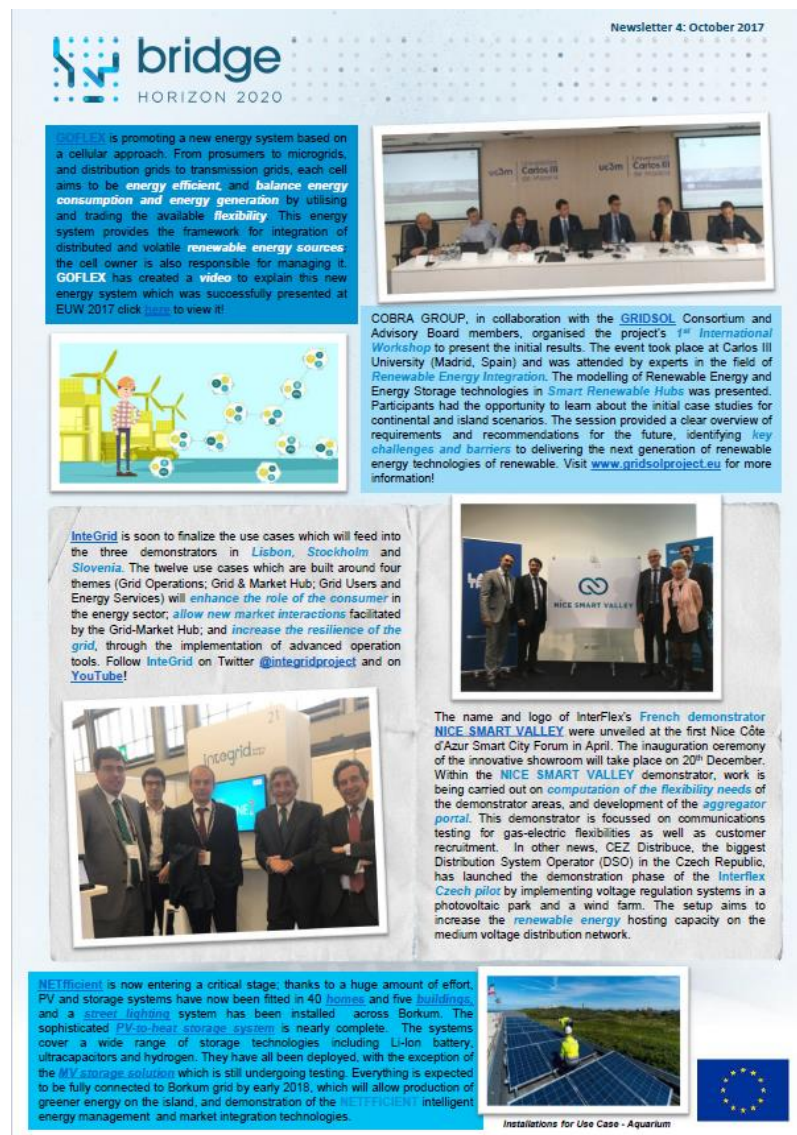 Newsletter 4: October 2017
bridge
HORIZON 2020
GOFLEX is promoting a new energy system based on
a cellular approach. From prosumers to microgrids,
and distribution grids to transmission grids, each cell
aims to be energy efficient, and balance energy
consumption and energy generation by utilising
and trading the available flexibility. This energy
system provides the framework for integration of
distributed and volatile renewable energy sources,
the cell owner is also responsible for managing it.
GOFLEX has created a video to explain this new
energy system which was successfully presented at
EUW 2017 click here to view it!
uc3m Universidad Carlos III de Madrid
uc3m Universidad Carlos III de Madrid
COBRA GROUP, in collaboration with the GRIDSOL Consortium and
Advisory Board members, organised the project's 1st International
Workshop to present the initial results. The event took place at Carlos III
University (Madrid, Spain) and was attended by experts in the field of
Renewable Energy Integration. The modelling of Renewable Energy and
Energy Storage technologies in Smart Renewable Hubs was presented.
Participants had the opportunity to learn about the initial case studies for
continental and island scenarios. The session provided a clear overview of
requirements and recommendations for the future, identifying key
challenges and barriers to delivering the next generation of renewable
energy technologies of renewable. Visit www.gridsolproject.eu for more
information!
InteGrid is soon to finalize the use cases which will feed into
the three demonstrators in Lisbon, Stockholm and
Slovenia. The twelve use cases which are built around four
themes (Grid Operations; Grid & Market Hub; Grid Users and
Energy Services) will enhance the role of the consumer in
the energy sector; allow new market interactions facilitated
by the Grid-Market Hub; and increase the resilience of the
grid, through the implementation of advanced operation
tools. Follow InteGrid on Twitter @integridproject and on
YouTube!
NICE SMART VALLEY
21
integrid
The name and logo of InterFlex's French demonstrator
NICE SMART VALLEY were unveiled at the first Nice Côte
d'Azur Smart City Forum in April. The inauguration ceremony
of the innovative showroom will take place on 20th December.
Within the NICE SMART VALLEY demonstrator, work is
being carried out on computation of the flexibility needs of
the demonstrator areas, and development of the aggregator
portal. This demonstrator is focussed on communications
testing for gas-electric flexibilities as well as customer
recruitment. In other news, CEZ Distribuce, the biggest
Distribution System Operator (DSO) in the Czech Republic,
has launched the demonstration phase of the Interflex
Czech pilot by implementing voltage regulation systems in a
photovoltaic park and a wind farm. The setup aims to
increase the renewable energy hosting capacity on the
medium voltage distribution network.
NETfficient is now entering a critical stage; thanks to a huge amount of effort,
PV and storage systems have now been fitted in 40 homes and five buildings,
and a street lighting system has been installed across Borkum. The
sophisticated PV-to-heat storage system is nearly complete. The systems
cover a wide range of storage technologies including Li-Ion battery,
ultracapacitors and hydrogen. They have all been deployed, with the exception of
the MV storage solution which is still undergoing testing. Everything is expected
to be fully connected to Borkum grid by early 2018, which will allow production of
greener energy on the island, and demonstration of the NETFFICIENT intelligent
energy management and market integration technologies.
Installations for Use Case - Aquarium